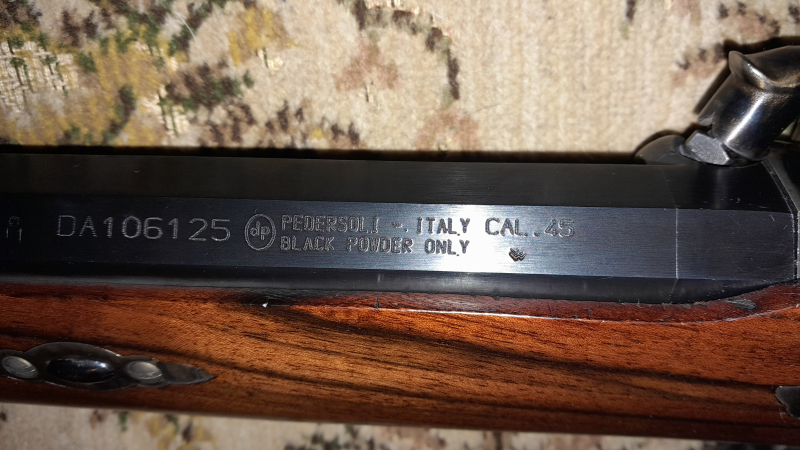 DA106125 dp PEDERSOLI - ITALY CAL. .45
BLACK POWDER ONLY